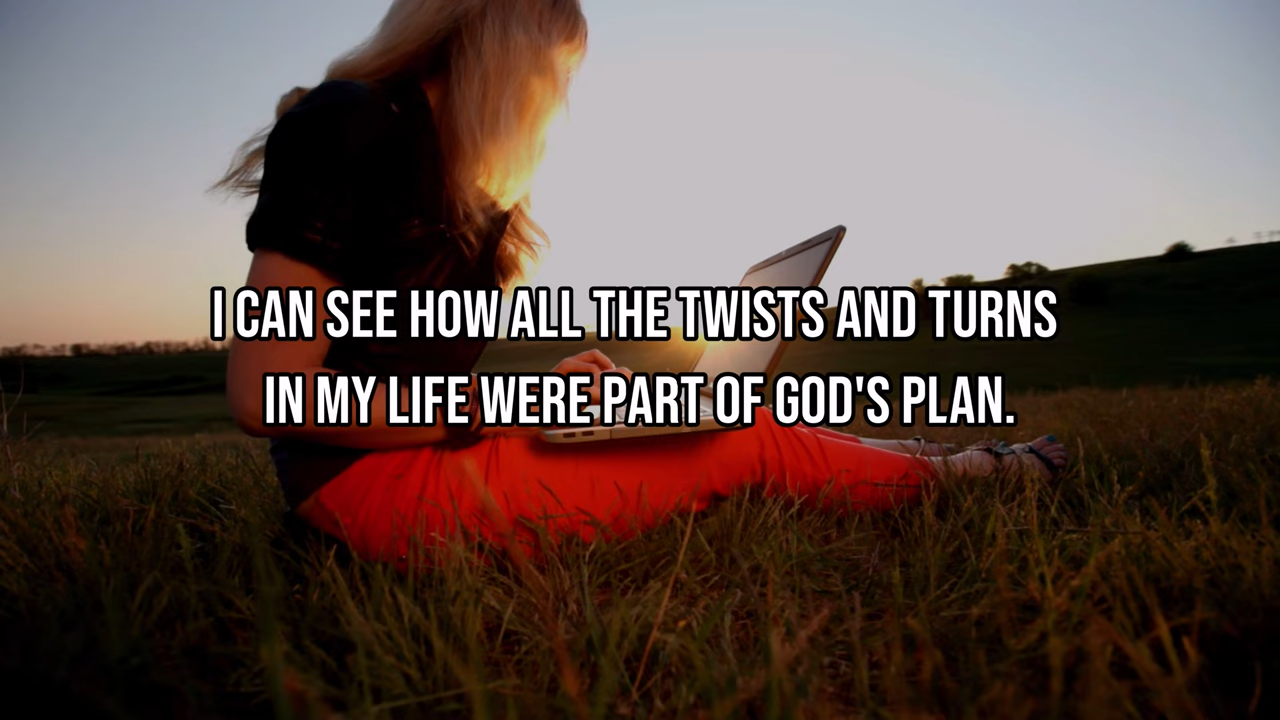 I CAN SEE HOW ALL THE TWISTS AND TURNS
IN MY LIFE WERE PART OF GOD'S PLAN.